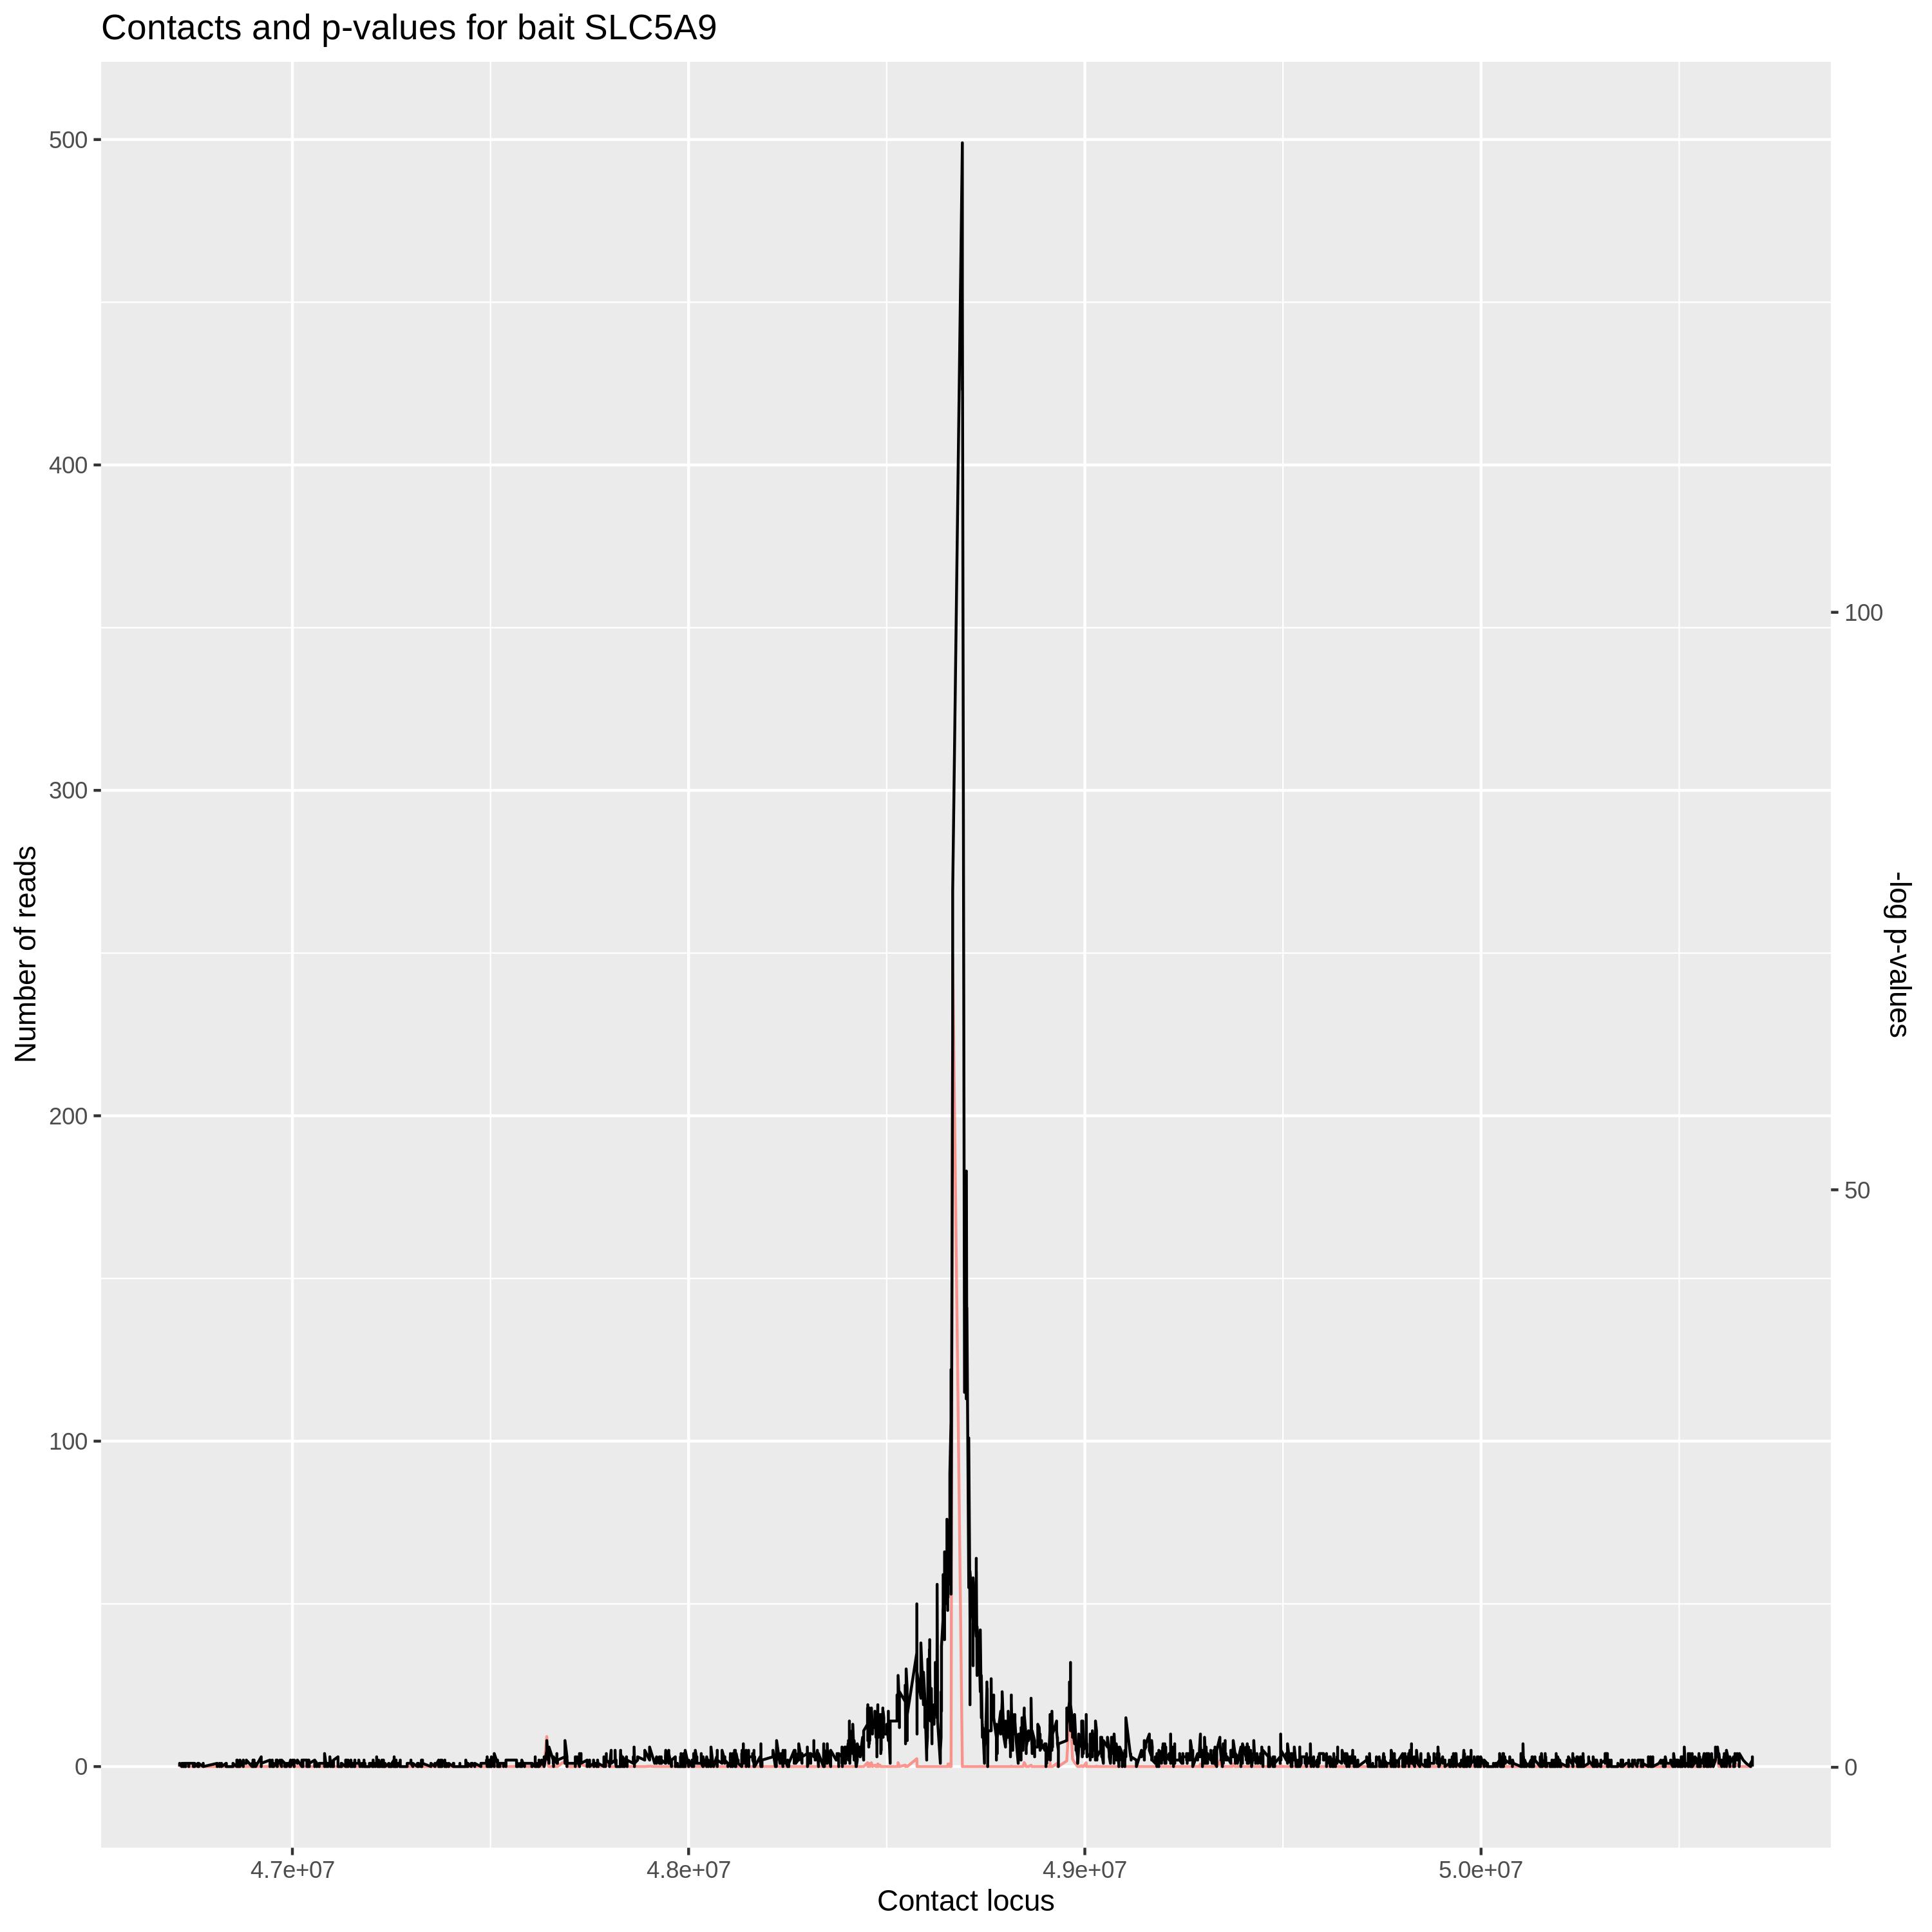 Contacts and p-values for bait SLC5A9
500
400
300
200
100
0
Number of reads
100
50
0
-log p-values
4.7e+07
4.8e+07
4.9e+07
5.0e+07
Contact locus